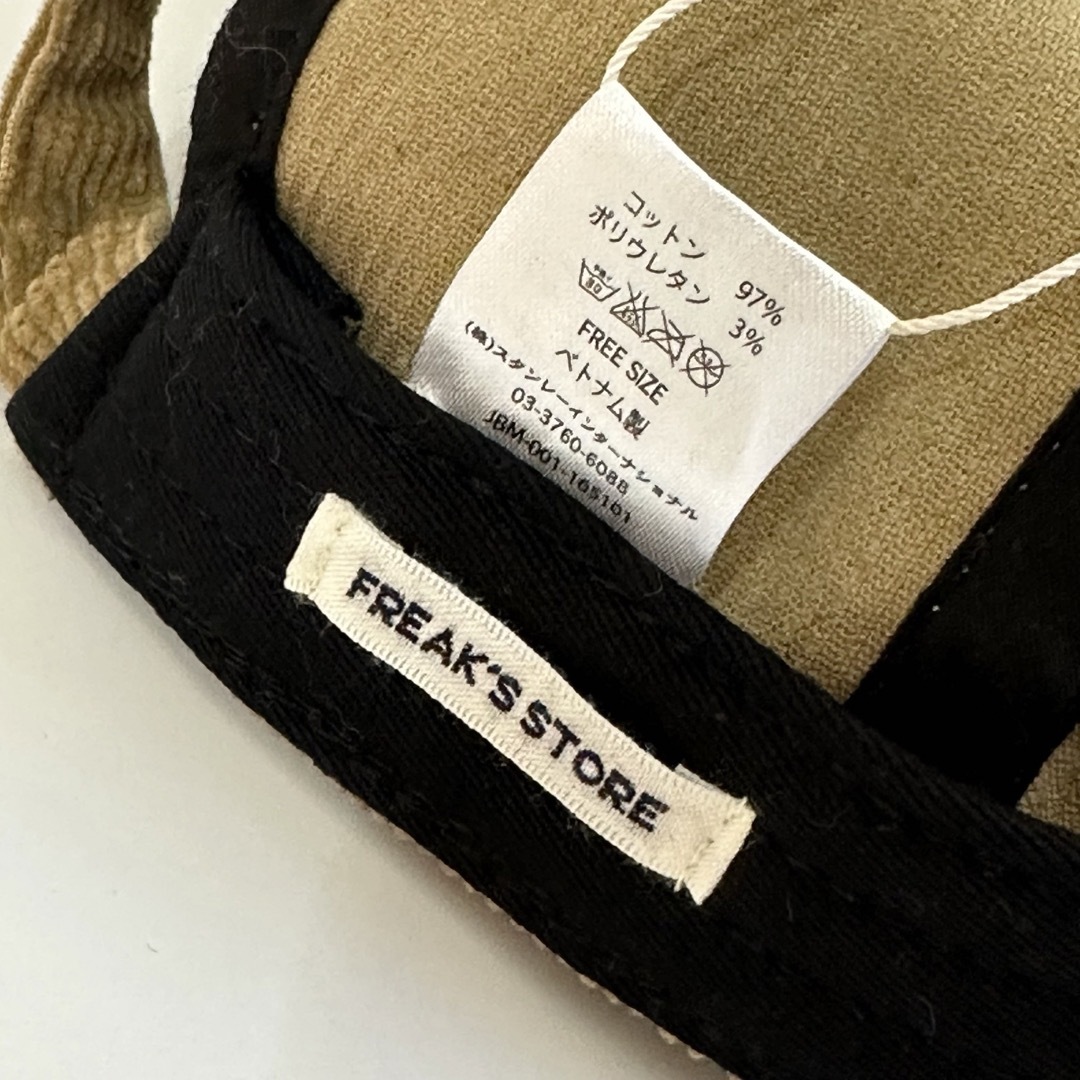 コットン 97%
ポリウレタン 3%
FREE SIZE
ベトナム製
(株)スタンレーインターナショナル
03-3760-6088
JBM-001-165101
FREAK'S STORE